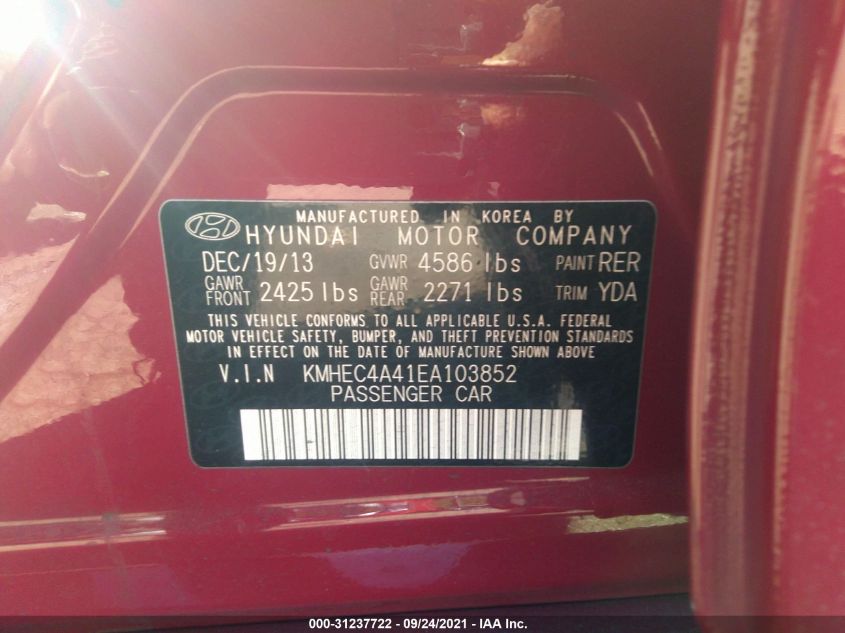 MANUFACTURED IN KOREA BY
HYUNDAI MOTOR COMPANY
DEC/19/13 GVWR 4586 lbs PAINT RER
GAWR FRONT 2425 lbs GAWR REAR 2271 lbs TRIM YDA
THIS VEHICLE CONFORMS TO ALL APPLICABLE U.S.A. FEDERAL
MOTOR VEHICLE SAFETY, BUMPER, AND THEFT PREVENTION STANDARDS
IN EFFECT ON THE DATE OF MANUFACTURE SHOWN ABOVE
V.I.N KMHEC4A41EA103852
PASSENGER CAR
000-31237722 - 09/24/2021 - IAA Inc.